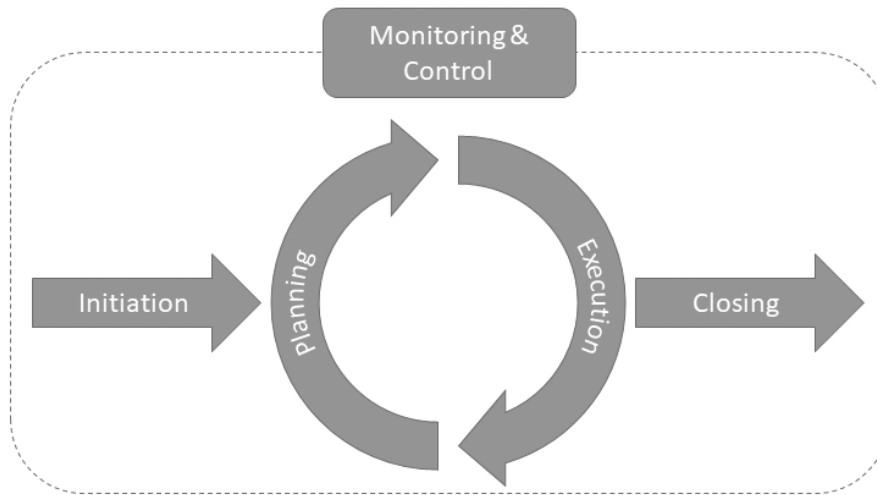 Monitoring &
Control
Initiation
Planning
Execution
Closing